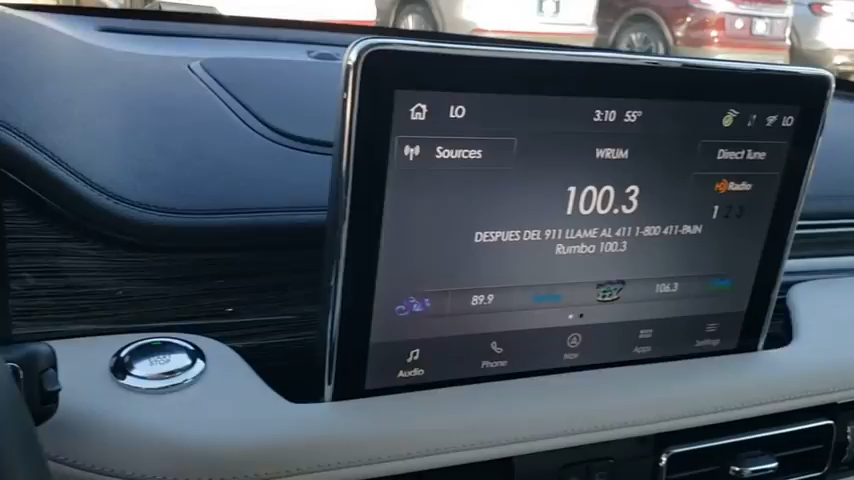 LO 3:10 55° LO
Sources WRUM Direct Tune
HD Radio
100.3
1 2 3
DESPUES DEL 911 LLAME AL 411 1-800 411-PAIN
Rumba 100.3
89.9 106.3
Audio Phone Nav Apps Settings
STOP